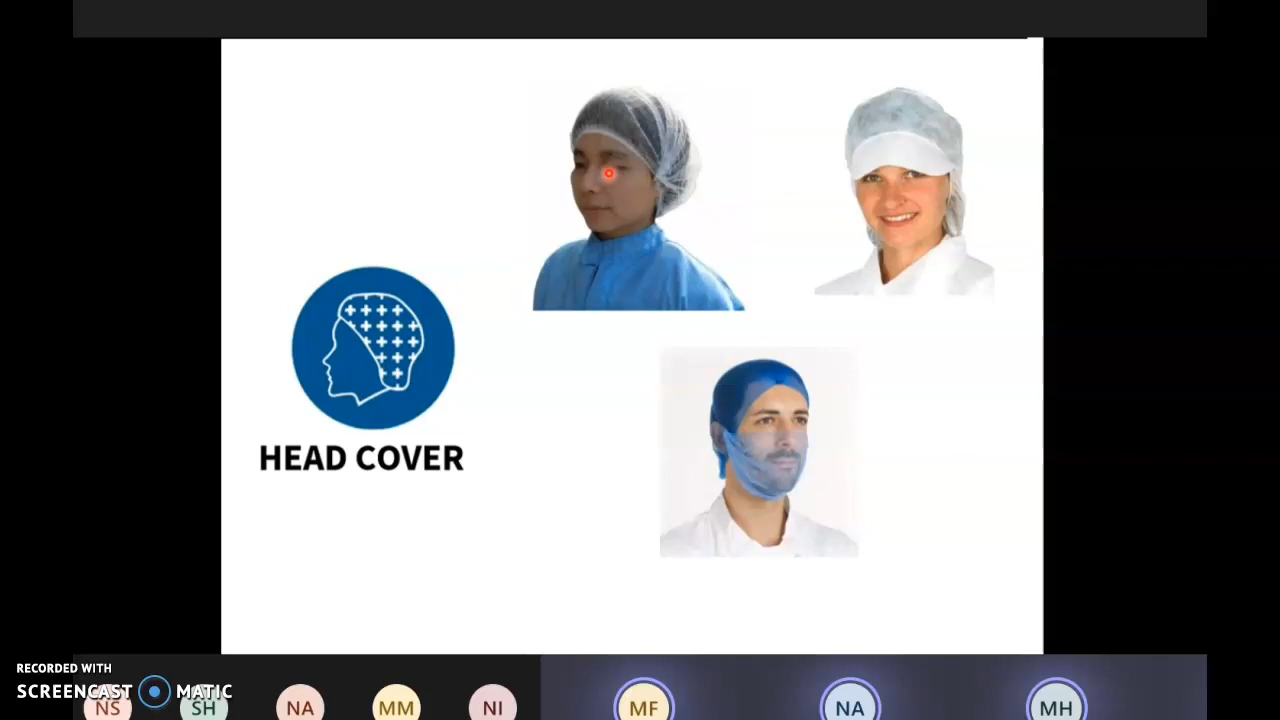 HEAD COVER
RECORDED WITH
SCREENCAST MATIC
NS
SH
NA
MM
NI
MF
NA
MH